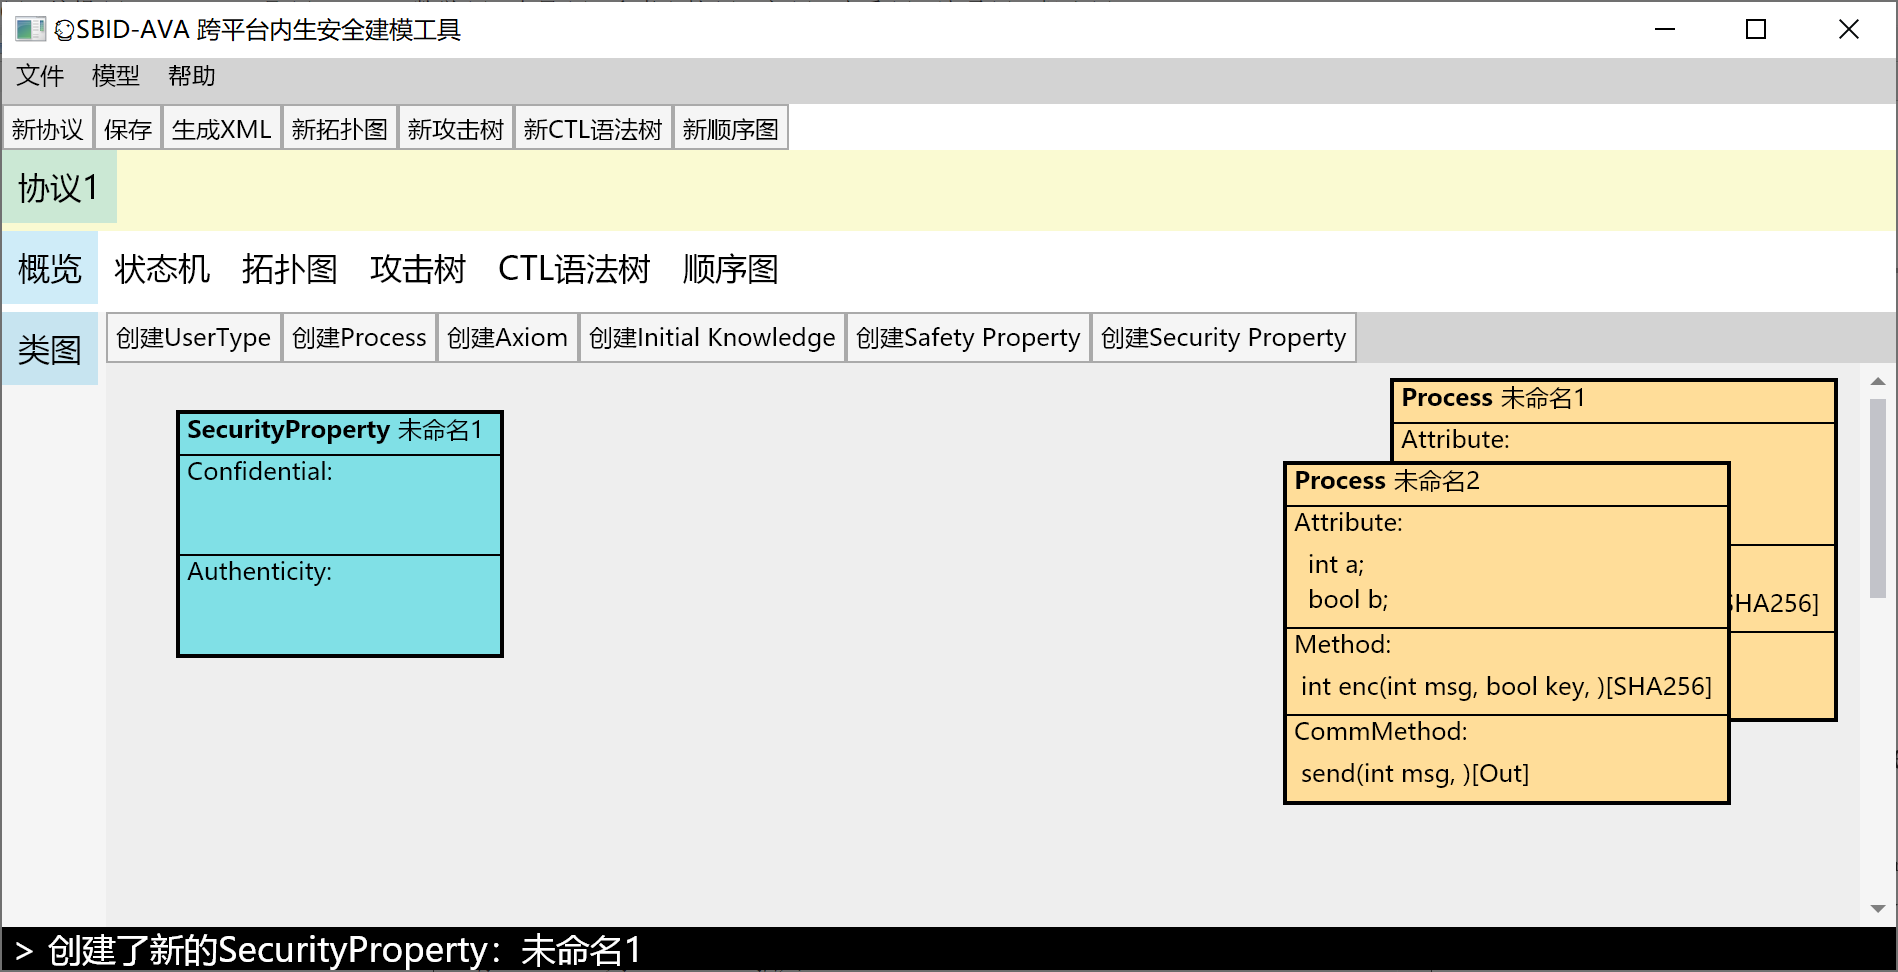 SBID-AVA 跨平台内生安全建模工具
文件 模型 帮助
新协议 保存 生成XML 新拓扑图 新攻击树 新CTL语法树 新顺序图
协议1
概览 状态机 拓扑图 攻击树 CTL语法树 顺序图
类图
创建UserType 创建Process 创建Axiom 创建Initial Knowledge 创建Safety Property 创建Security Property
SecurityProperty 未命名1
Confidential:
Authenticity:
Process 未命名1
Attribute:
SHA256]
Process 未命名2
Attribute:
int a;
bool b;
Method:
int enc(int msg, bool key, )[SHA256]
CommMethod:
send(int msg, )[Out]
> 创建了新的SecurityProperty：未命名1